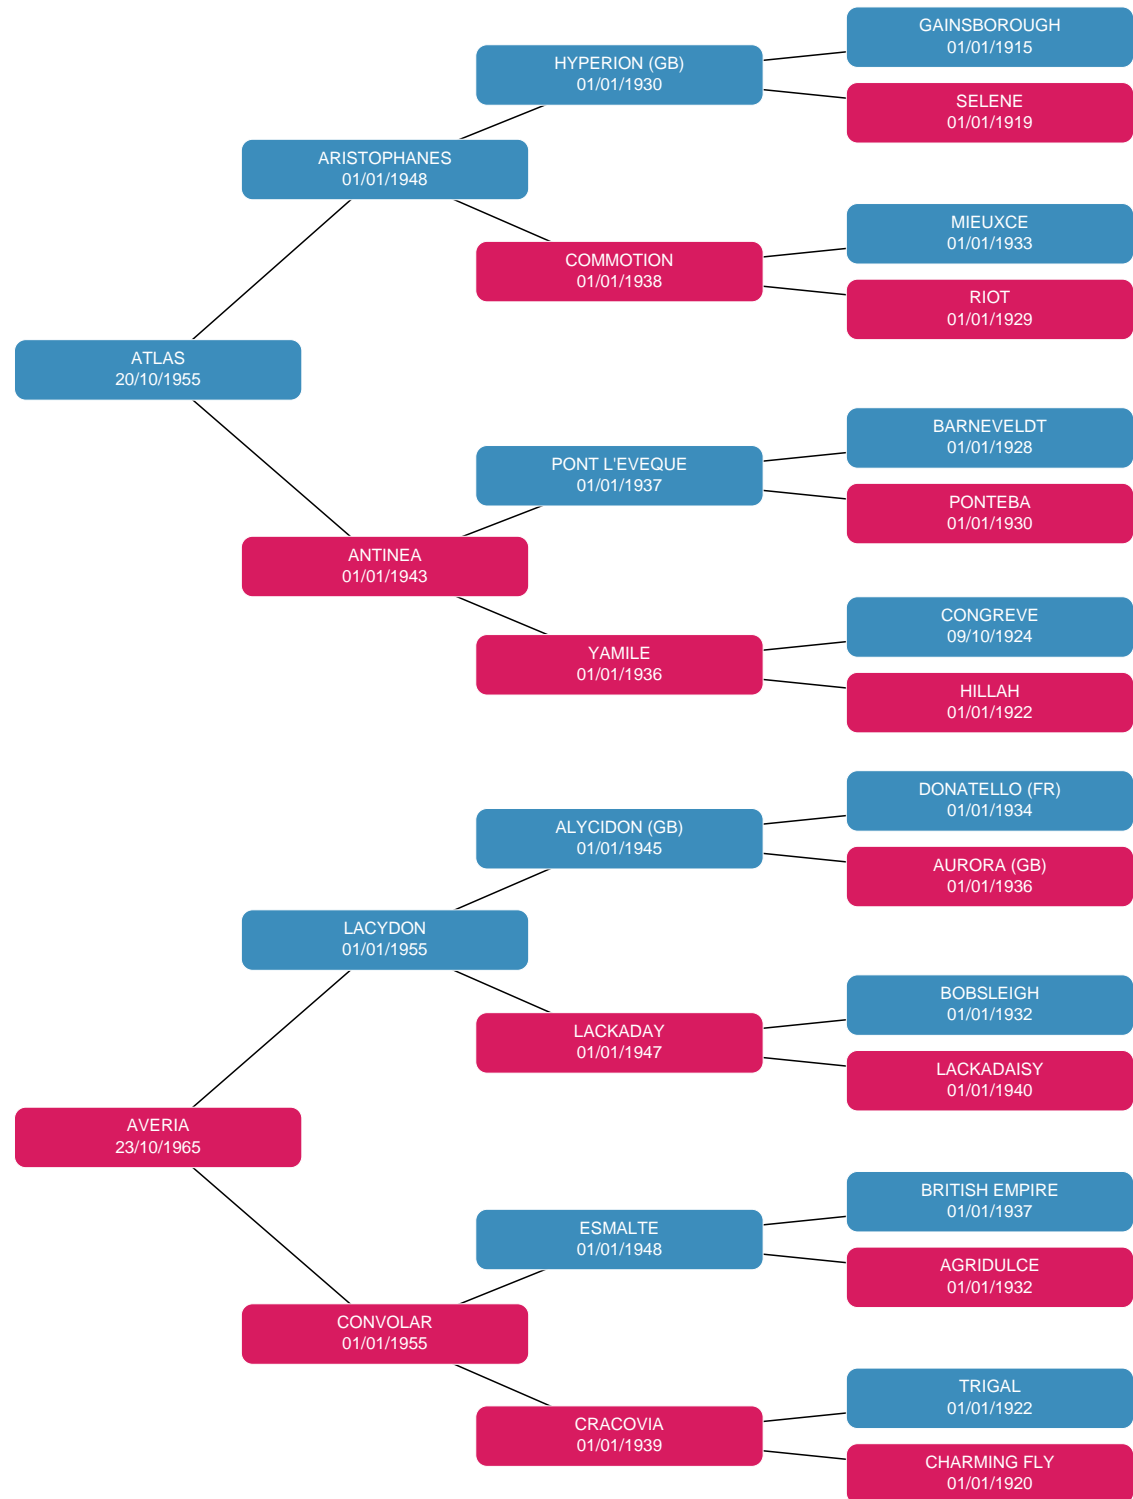 GAINSBOROUGH
01/01/1915
HYPERION (GB)
01/01/1930
SELENE
01/01/1919
ARISTOPHANES
01/01/1948
MIEUXCE
01/01/1933
COMMOTION
01/01/1938
RIOT
01/01/1929
ATLAS
20/10/1955
BARNEVELDT
01/01/1928
PONT L'EVEQUE
01/01/1937
PONTEBA
01/01/1930
ANTINEA
01/01/1943
CONGREVE
09/10/1924
YAMILE
01/01/1936
HILLAH
01/01/1922
DONATELLO (FR)
01/01/1934
ALYCIDON (GB)
01/01/1945
AURORA (GB)
01/01/1936
LACYDON
01/01/1955
BOBSLEIGH
01/01/1932
LACKADAY
01/01/1947
LACKADAISY
01/01/1940
AVERIA
23/10/1965
BRITISH EMPIRE
01/01/1937
ESMALTE
01/01/1948
AGRIDULCE
01/01/1932
CONVOLAR
01/01/1955
TRIGAL
01/01/1922
CRACOVIA
01/01/1939
CHARMING FLY
01/01/1920